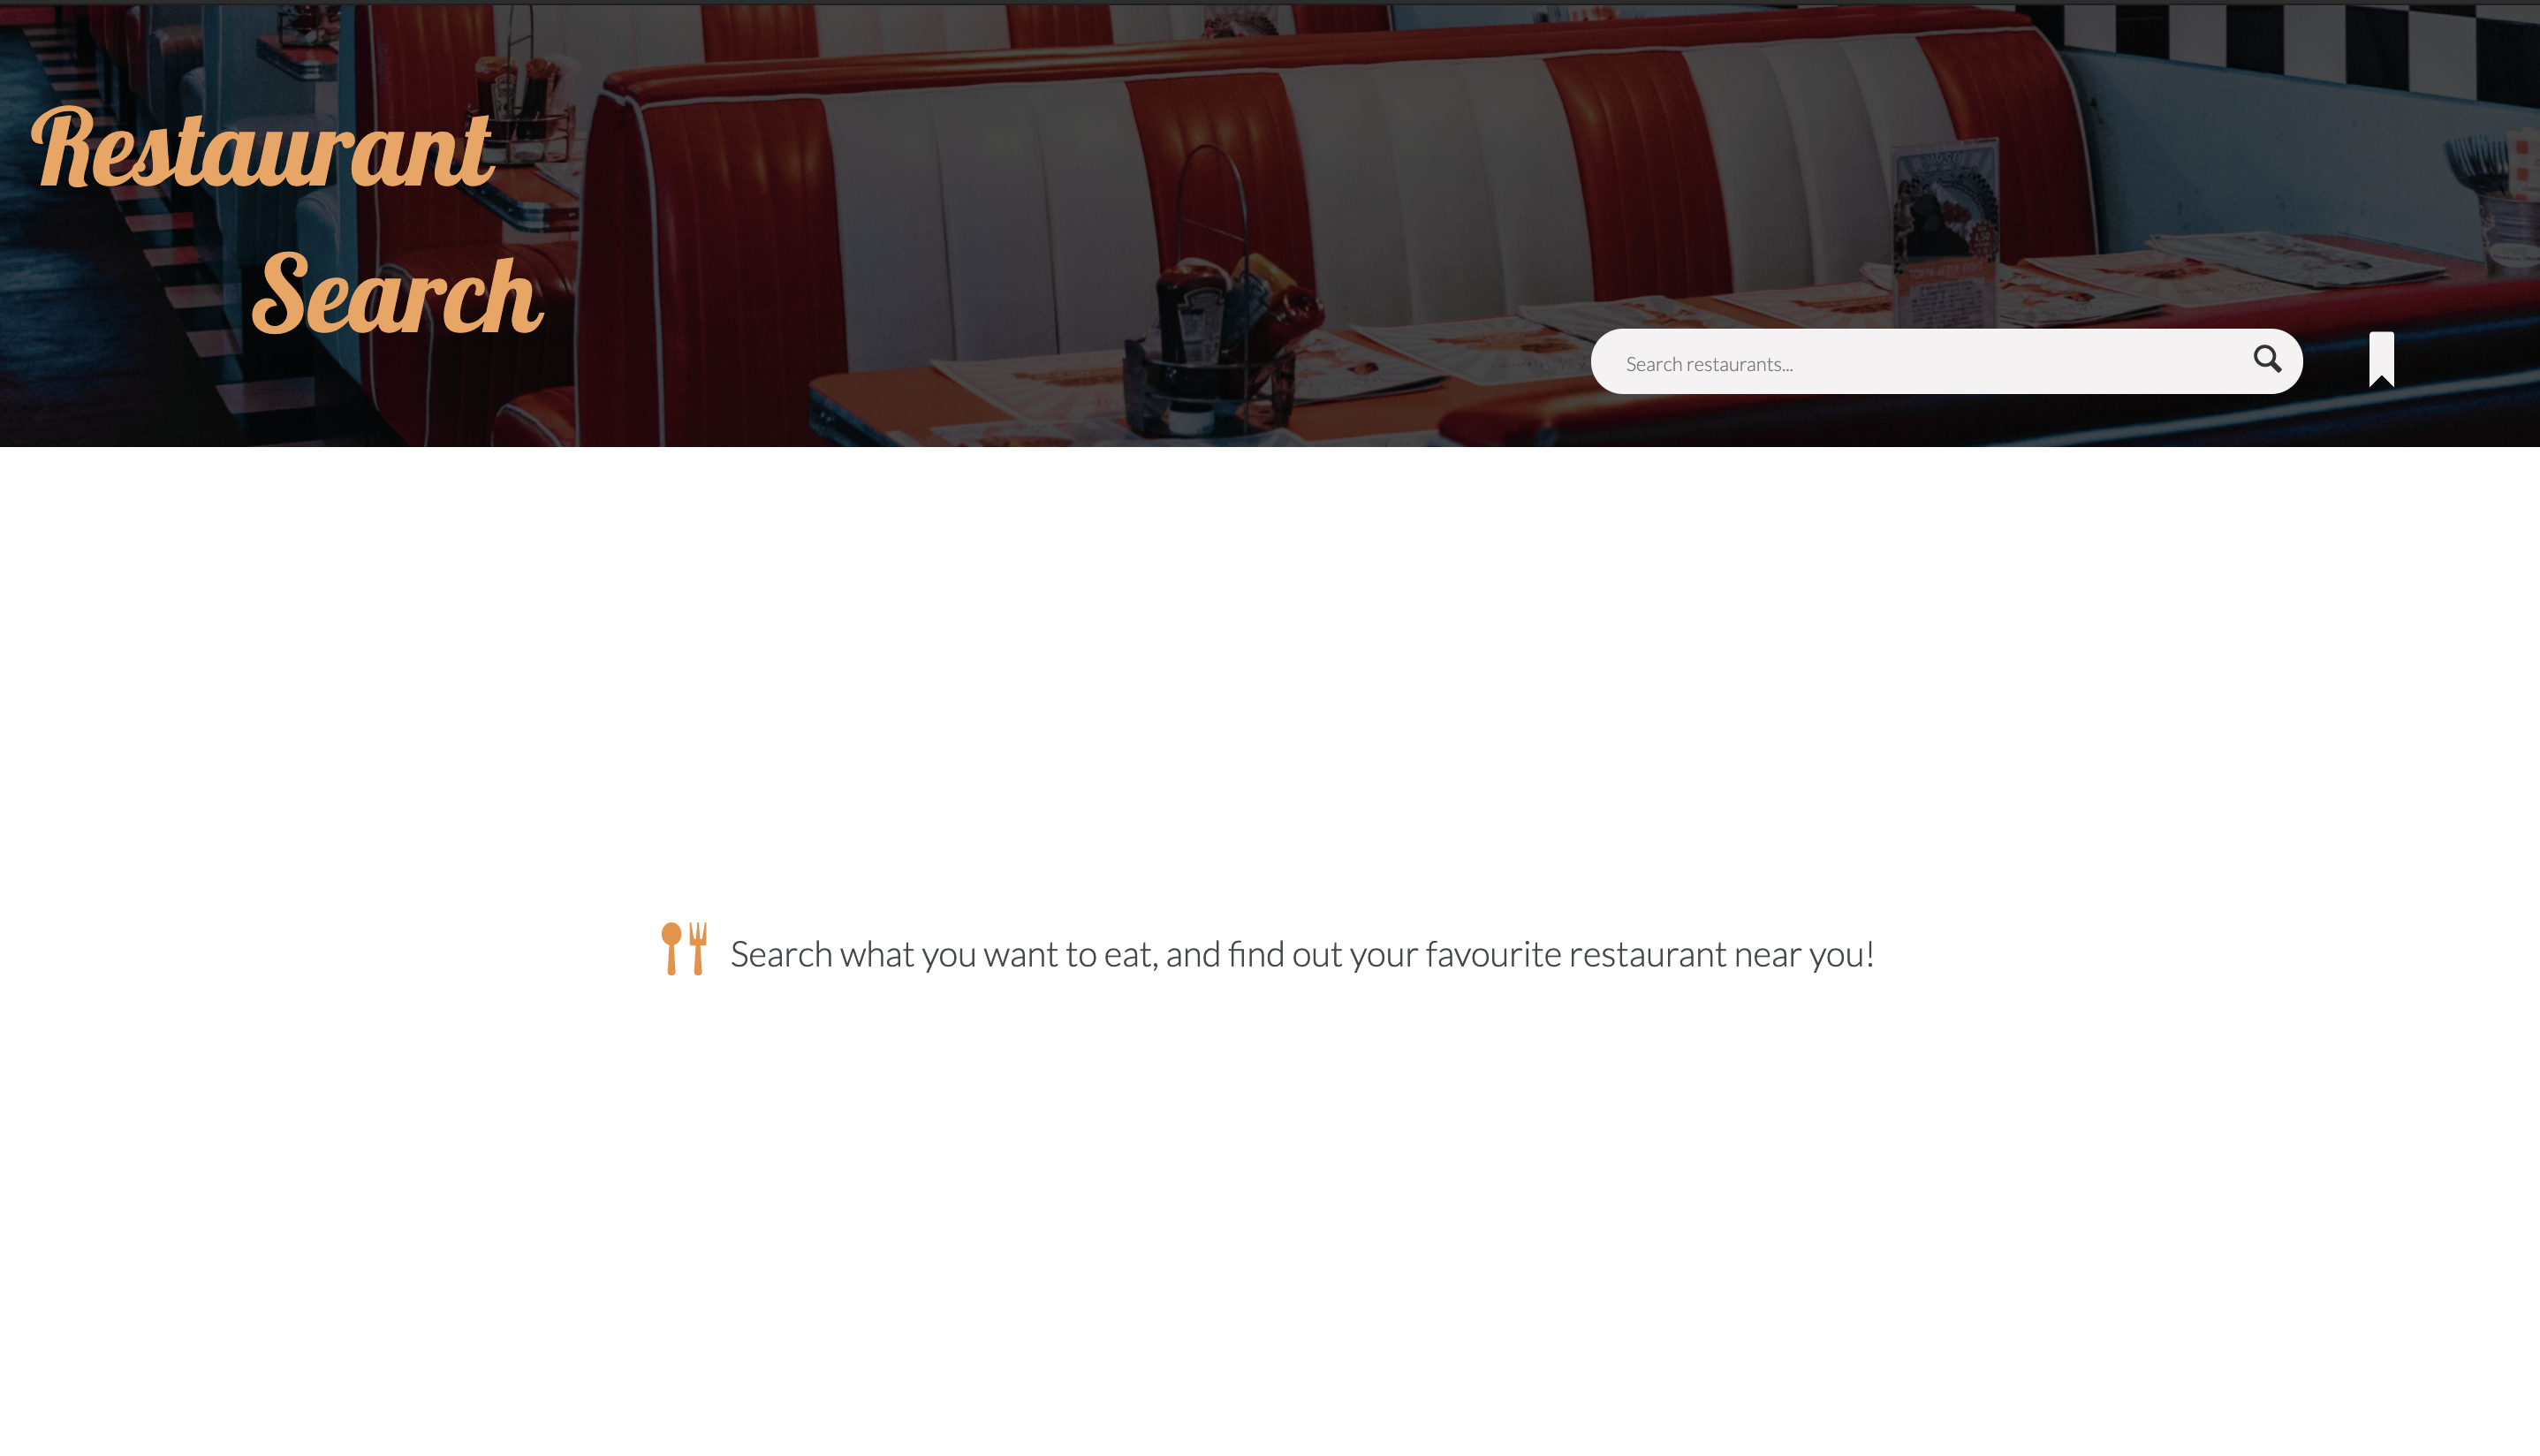 Restaurant
Search
Search restaurants...
Search what you want to eat, and find out your favourite restaurant near you!